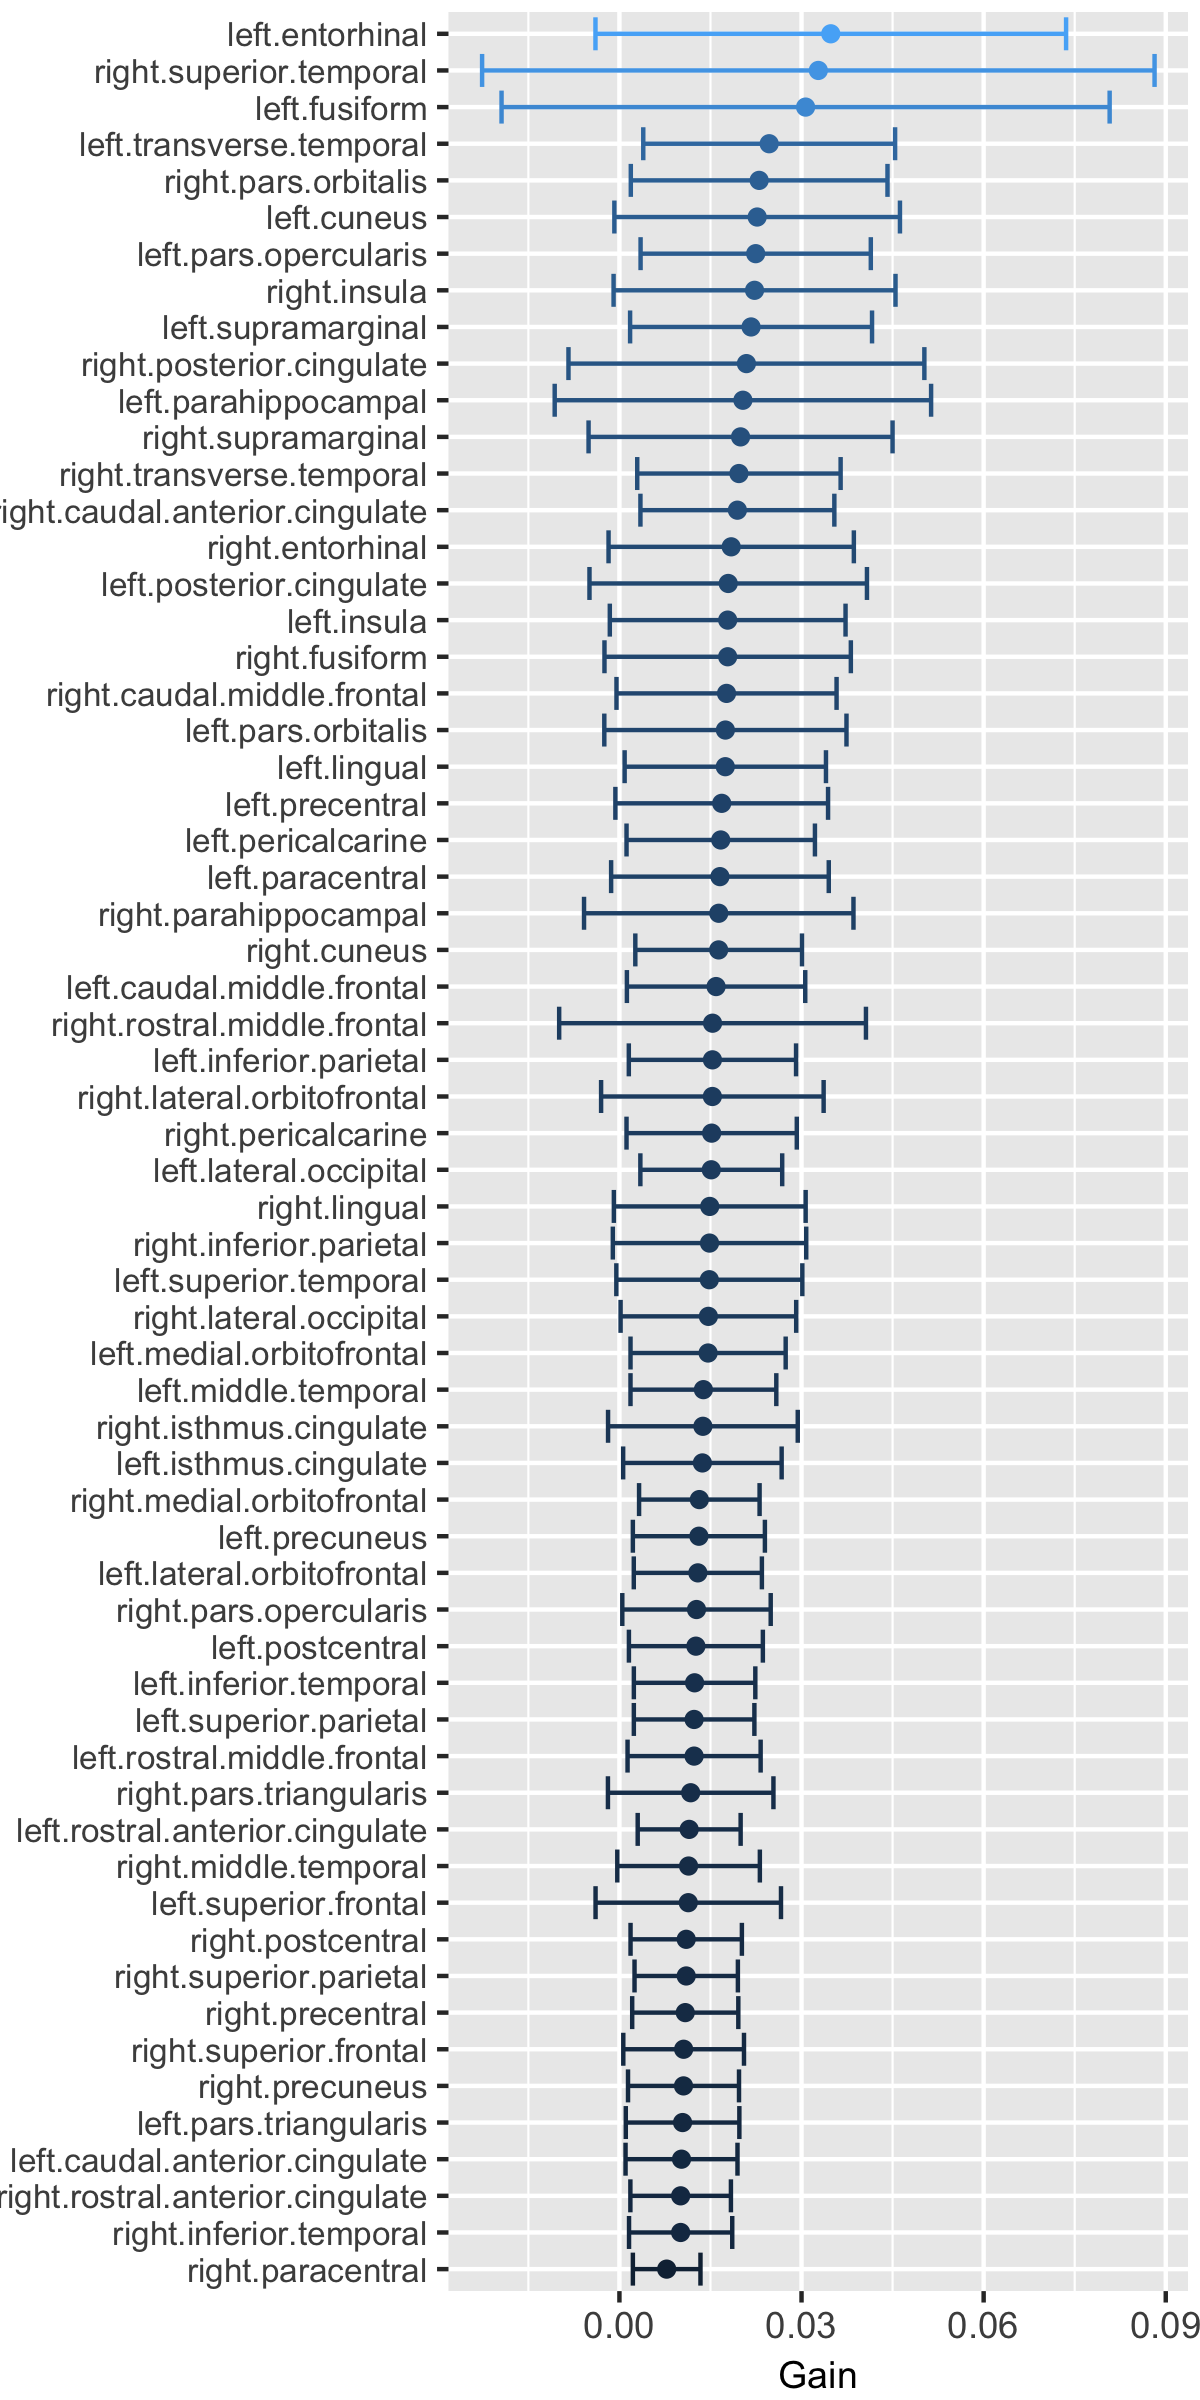 left.entorhinal
right.superior.temporal
left.fusiform
left.transverse.temporal
right.pars.orbitalis
left.cuneus
left.pars.opercularis
right.insula
left.supramarginal
right.posterior.cingulate
left.parahippocampal
right.supramarginal
right.transverse.temporal
right.caudal.anterior.cingulate
right.entorhinal
left.posterior.cingulate
left.insula
right.fusiform
right.caudal.middle.frontal
left.pars.orbitalis
left.lingual
left.precentral
left.pericalcarine
left.paracentral
right.parahippocampal
right.cuneus
left.caudal.middle.frontal
right.rostral.middle.frontal
left.inferior.parietal
right.lateral.orbitofrontal
right.pericalcarine
left.lateral.occipital
right.lingual
right.inferior.parietal
left.superior.temporal
right.lateral.occipital
left.medial.orbitofrontal
left.middle.temporal
right.isthmus.cingulate
left.isthmus.cingulate
right.medial.orbitofrontal
left.precuneus
left.lateral.orbitofrontal
right.pars.opercularis
left.postcentral
left.inferior.temporal
left.superior.parietal
left.rostral.middle.frontal
right.pars.triangularis
left.rostral.anterior.cingulate
right.middle.temporal
left.superior.frontal
right.postcentral
right.superior.parietal
right.precentral
right.superior.frontal
right.precuneus
left.pars.triangularis
left.caudal.anterior.cingulate
right.rostral.anterior.cingulate
right.inferior.temporal
right.paracentral
0.00 0.03 0.06 0.09
Gain